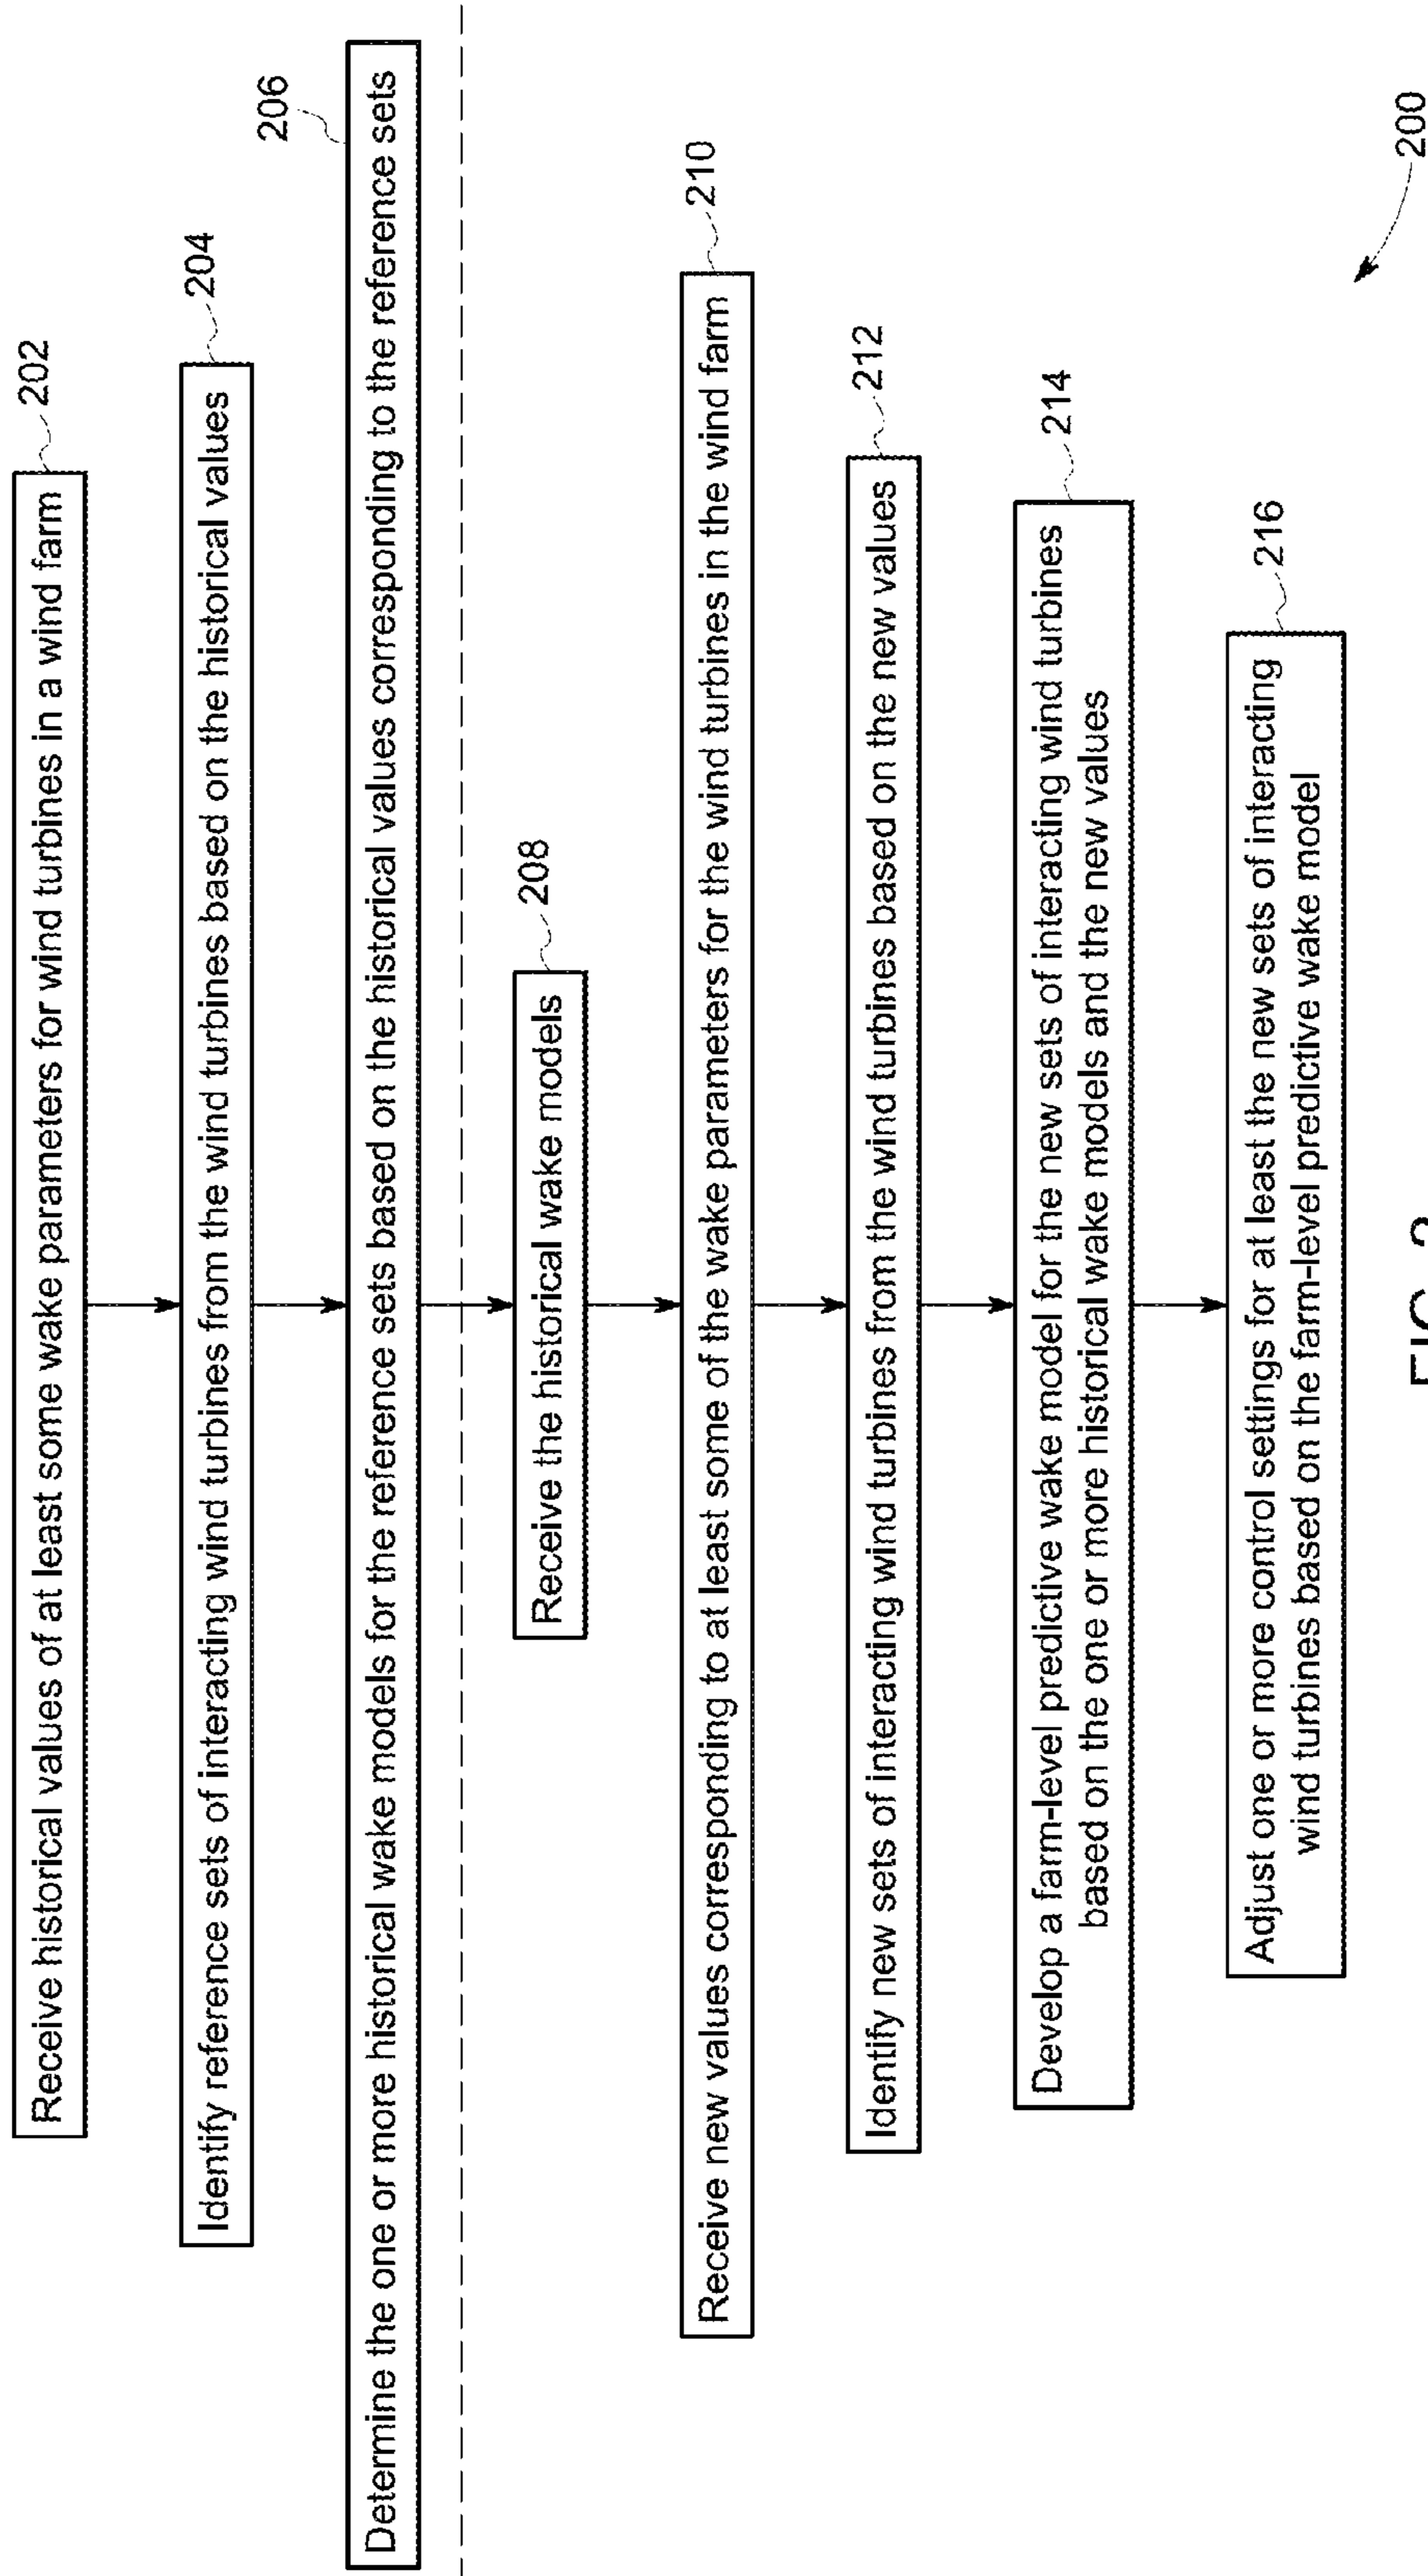 Receive historical values of at least some wake parameters for wind turbines in a wind farm
202
Identify reference sets of interacting wind turbines from the wind turbines based on the historical values
204
Determine the one or more historical wake models for the reference sets based on the historical values corresponding to the reference sets
206
Receive the historical wake models
208
Receive new values corresponding to at least some of the wake parameters for the wind turbines in the wind farm
210
Identify new sets of interacting wind turbines from the wind turbines based on the new values
212
Develop a farm-level predictive wake model for the new sets of interacting wind turbines
based on the one or more historical wake models and the new values
214
Adjust one or more control settings for at least the new sets of interacting
wind turbines based on the farm-level predictive wake model
216
200
FIG.